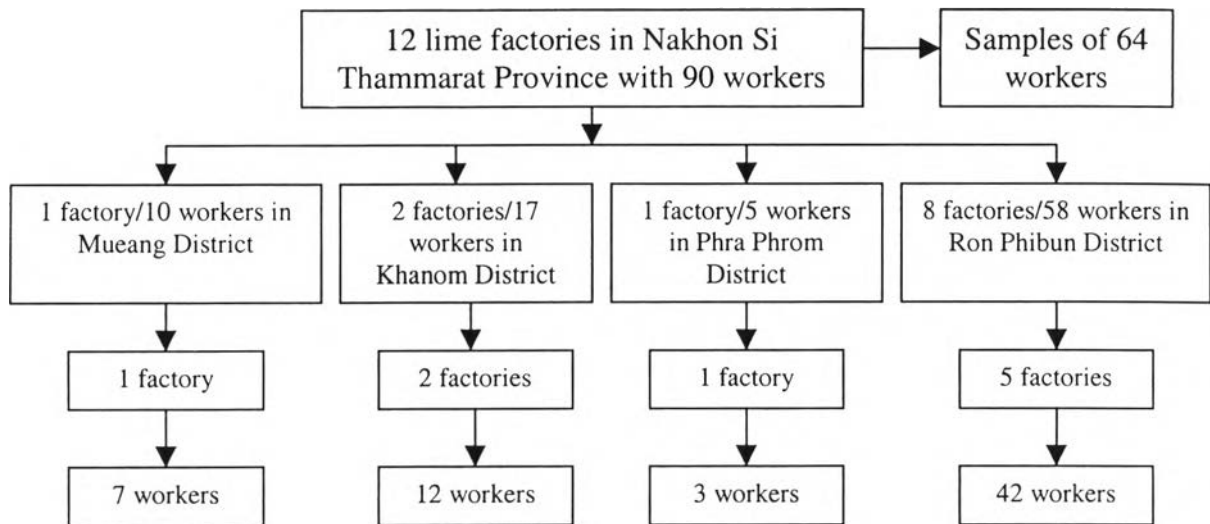 12 lime factories in Nakhon Si
Thammarat Province with 90 workers
Samples of 64
workers
1 factory/10 workers in
Mueang District
2 factories/17
workers in
Khanom District
1 factory/5 workers
in Phra Phrom
District
8 factories/58 workers in
Ron Phibun District
1 factory
2 factories
1 factory
5 factories
7 workers
12 workers
3 workers
42 workers